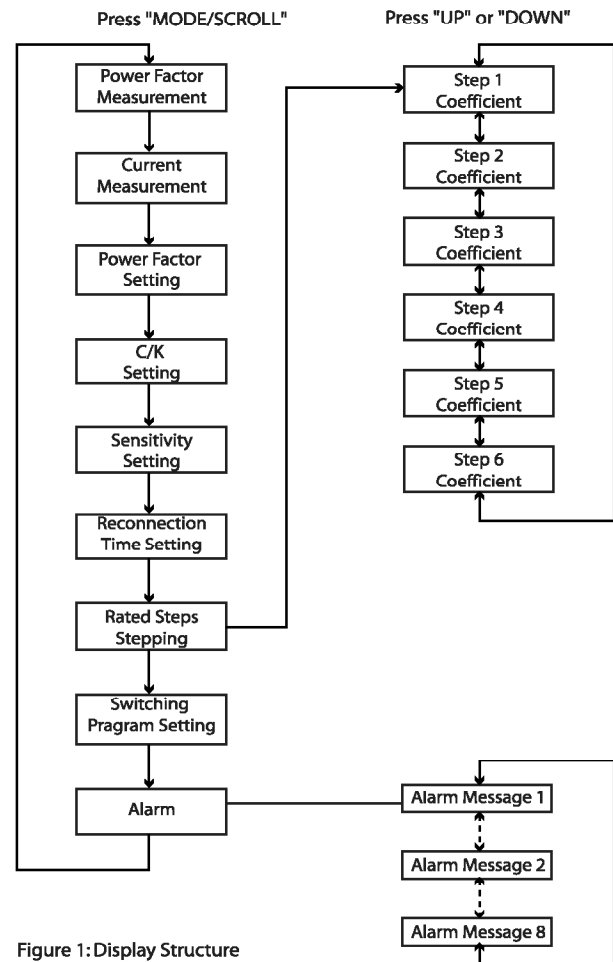 Press "MODE/SCROLL"
Press "UP" or "DOWN"
Power Factor
Measurement
Current
Measurement
Power Factor
Setting
C/K
Setting
Sensitivity
Setting
Reconnection
Time Setting
Rated Steps
Stepping
Switching
Pragram Setting
Alarm
Step 1
Coefficient
Step 2
Coefficient
Step 3
Coefficient
Step 4
Coefficient
Step 5
Coefficient
Step 6
Coefficient
Alarm Message 1
Alarm Message 2
Alarm Message 8
Figure 1: Display Structure